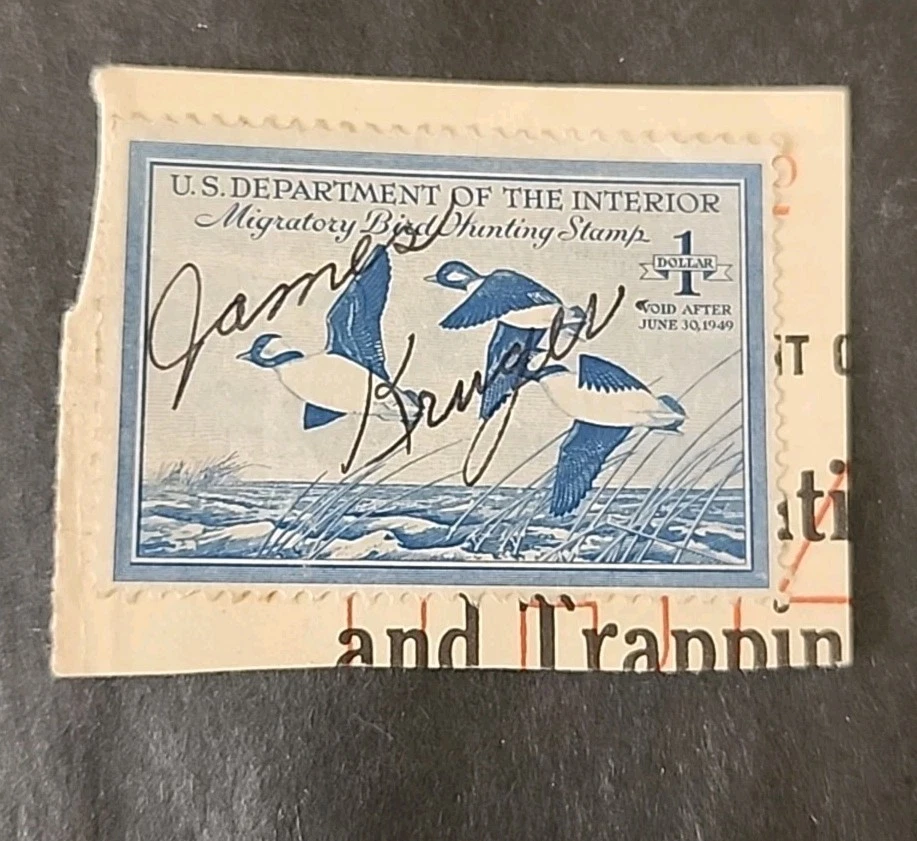 U.S. DEPARTMENT OF THE INTERIOR
Migratory Bird Hunting Stamp
1
DOLLAR
VOID AFTER
JUNE 30, 1949
James
Kruger
and Trappin